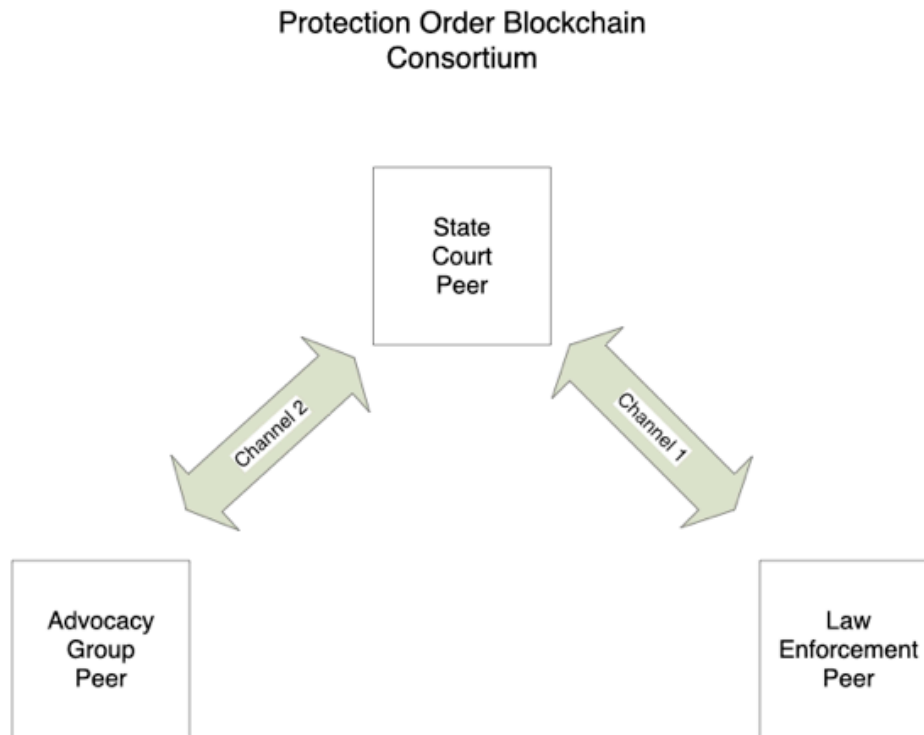 Protection Order Blockchain
Consortium
State
Court
Peer
Channel 2
Channel 1
Advocacy
Group
Peer
Law
Enforcement
Peer